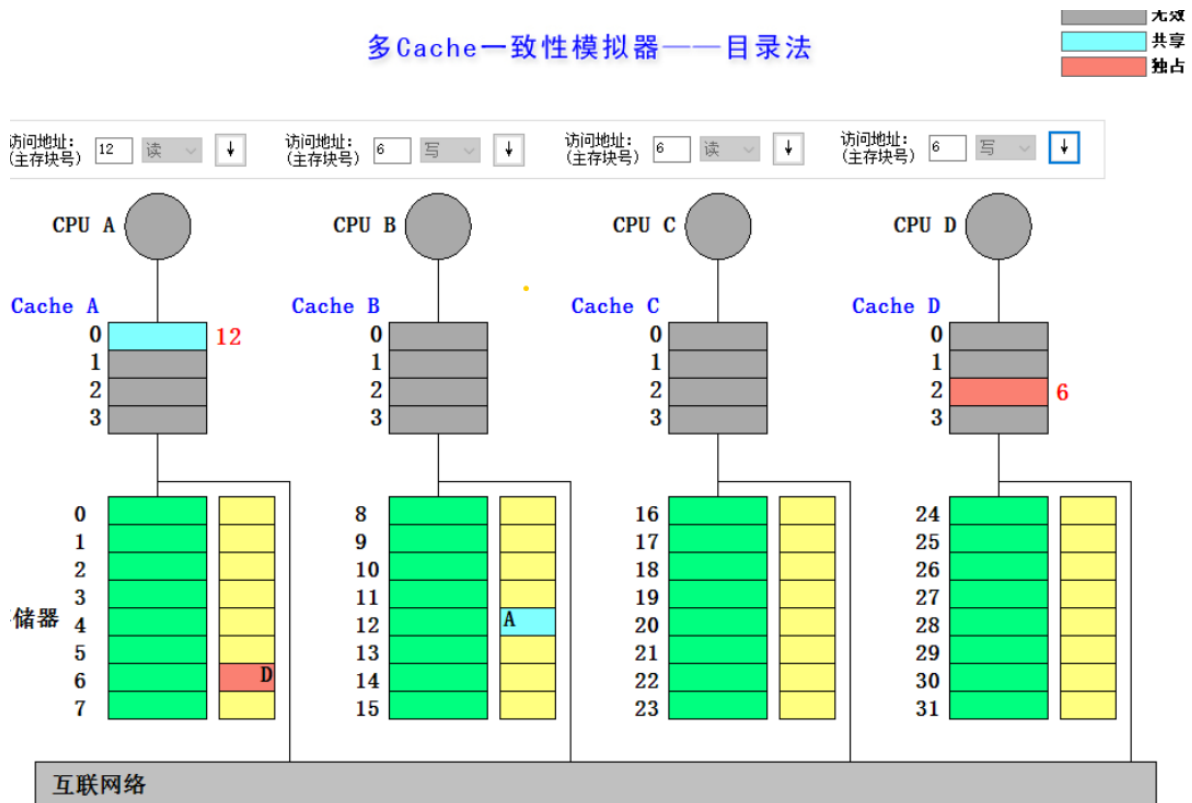 无效
多Cache一致性模拟器——目录法
共享
独占
访问地址: 12 读 ↓ 访问地址: 6 写 ↓ 访问地址: 6 读 ↓ 访问地址: 6 写 ↓
(主存块号) (主存块号) (主存块号) (主存块号)
CPU A CPU B CPU C CPU D
Cache A Cache B Cache C Cache D
0 12 0 0 0
1 1 1 1
2 2 2 2 6
3 3 3 3
0 8 16 24
1 9 17 25
2 10 18 26
3 11 19 27
储器 4 12 A 20 28
5 13 21 29
6 D 14 22 30
7 15 23 31
互联网络